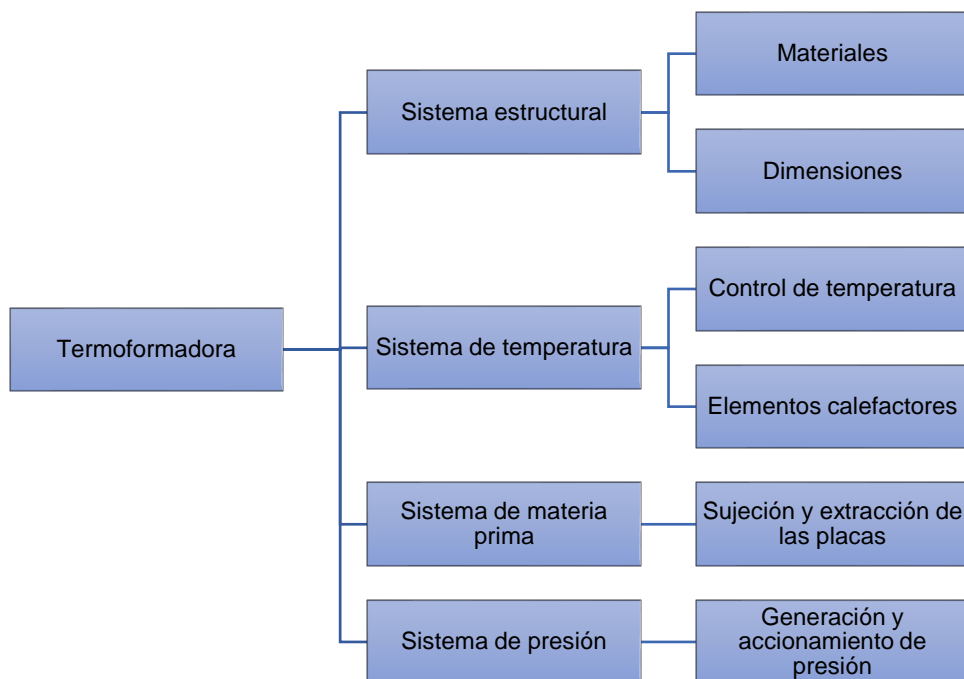 Termoformadora
Sistema estructural
Materiales
Dimensiones
Sistema de temperatura
Control de temperatura
Elementos calefactores
Sistema de materia
prima
Sujeción y extracción de
las placas
Sistema de presión
Generación y
accionamiento de
presión